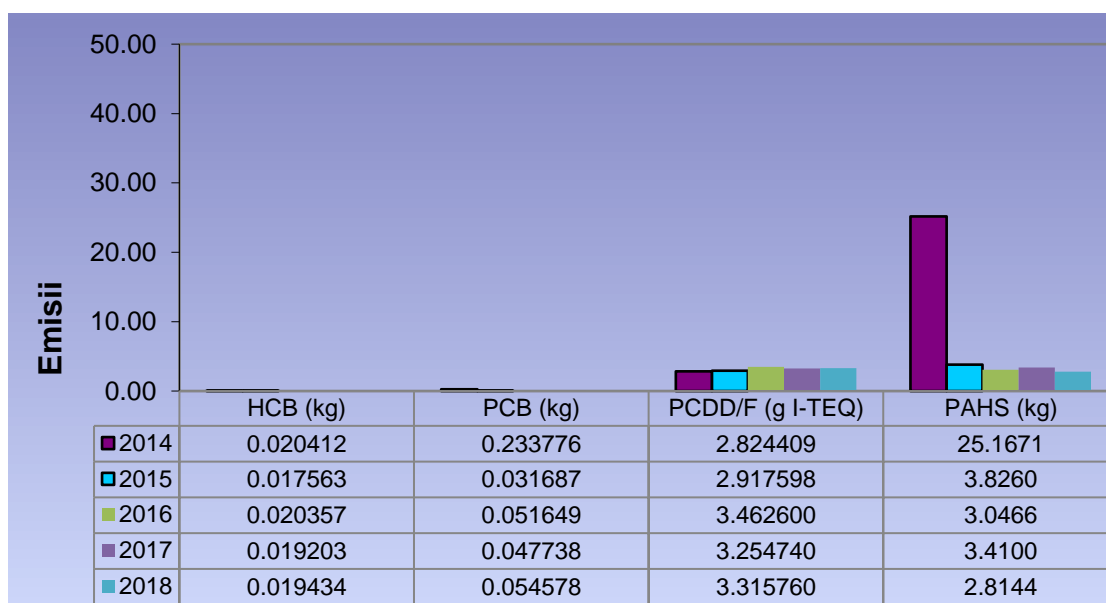 50.00
40.00
30.00
20.00
10.00
0.00
Emisii
HCB (kg) PCB (kg) PCDD/F (g I-TEQ) PAHS (kg)
2014 0.020412 0.233776 2.824409 25.1671
2015 0.017563 0.031687 2.917598 3.8260
2016 0.020357 0.051649 3.462600 3.0466
2017 0.019203 0.047738 3.254740 3.4100
2018 0.019434 0.054578 3.315760 2.8144